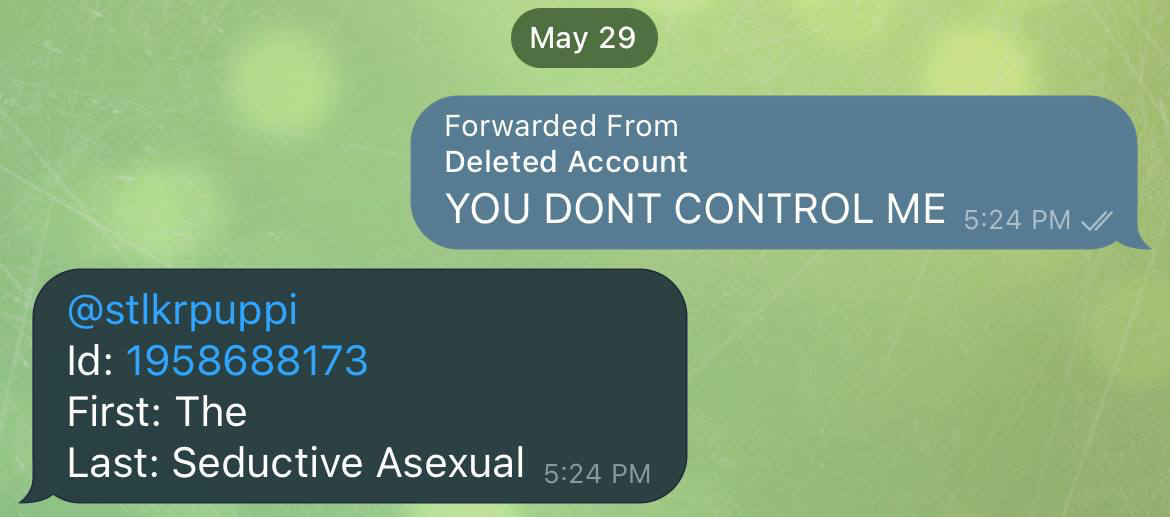 May 29
Forwarded From
Deleted Account
YOU DONT CONTROL ME 5:24 PM
@stlkrpuppi
Id: 1958688173
First: The
Last: Seductive Asexual 5:24 PM